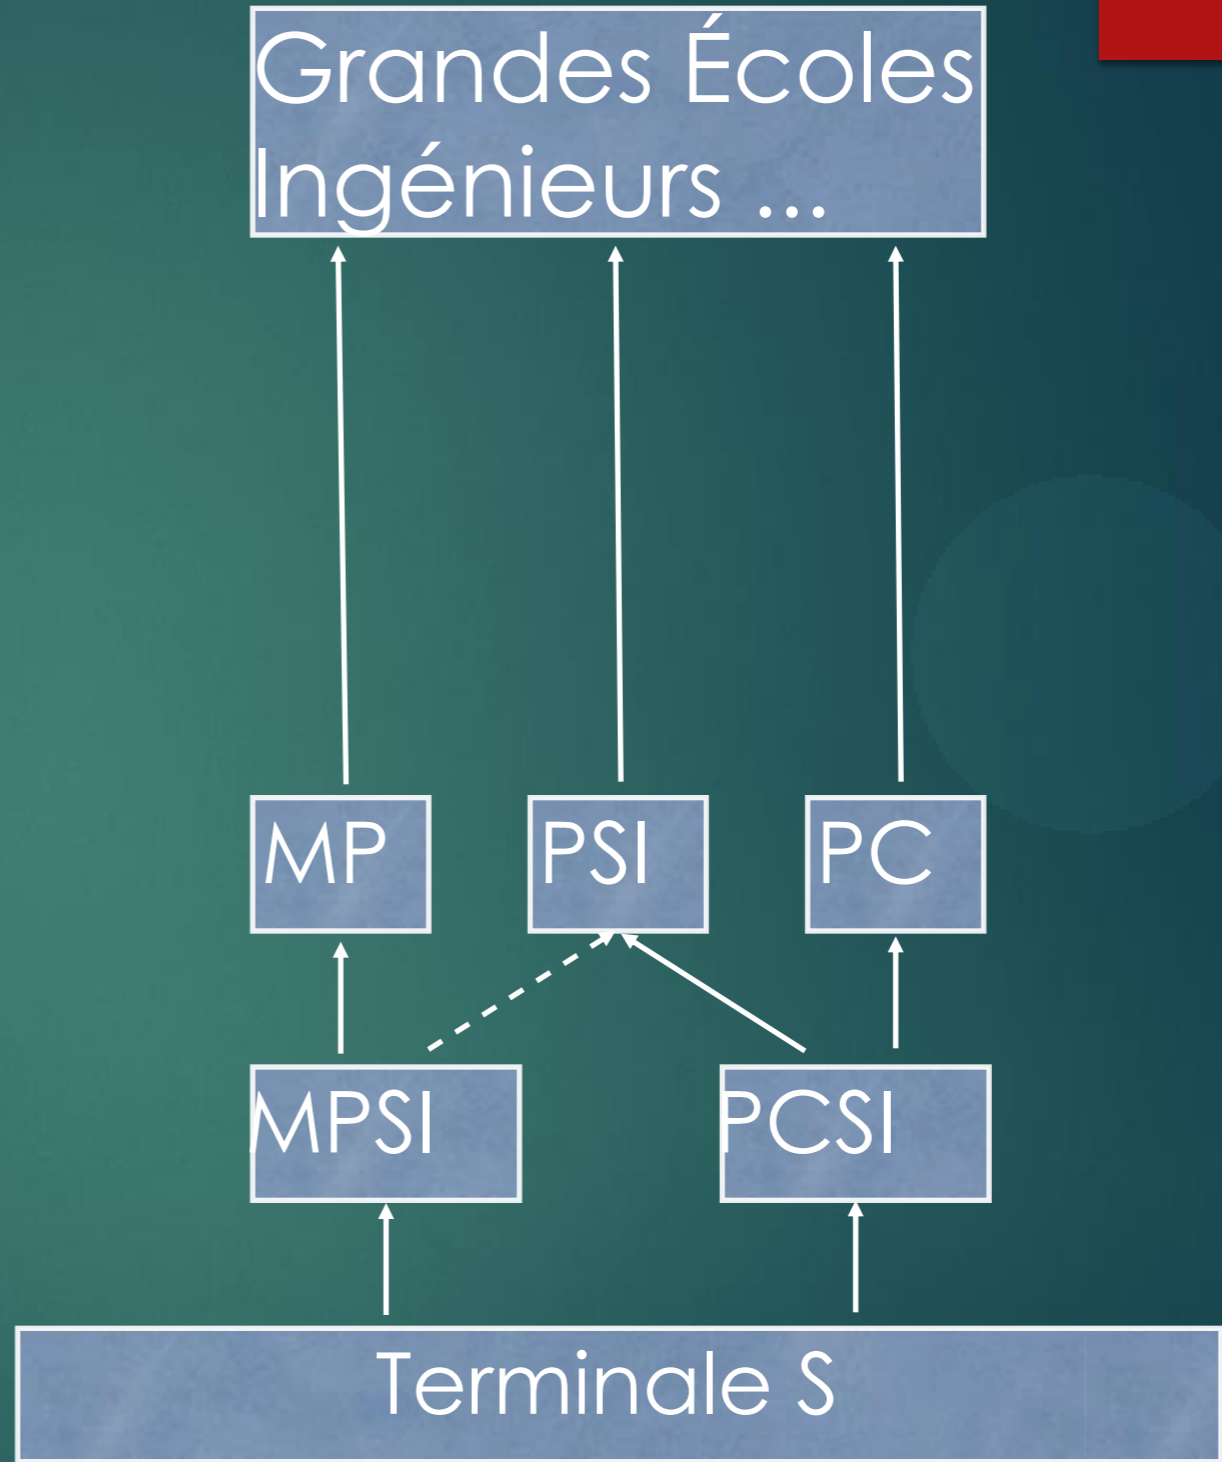 Grandes Écoles
Ingénieurs ...
MP
PSI
PC
MPSI
PCSI
Terminale S